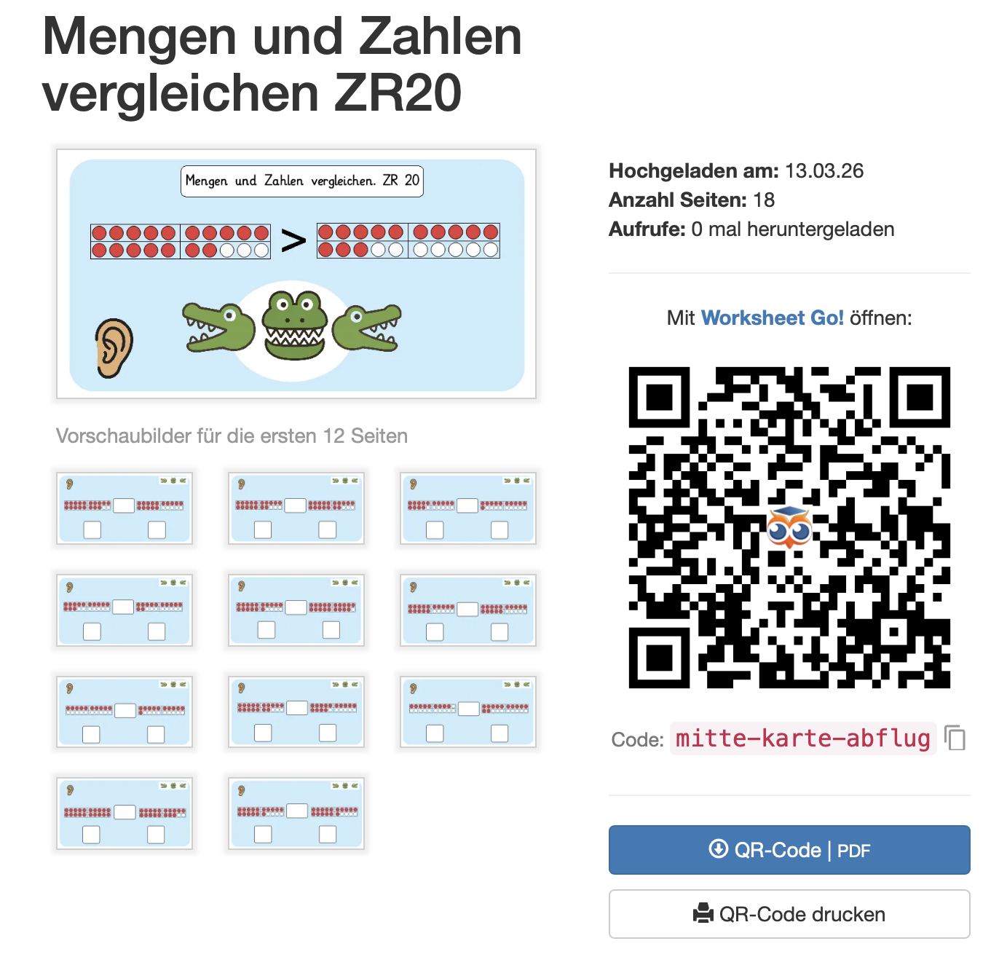 Mengen und Zahlen
vergleichen ZR20
Mengen und Zahlen vergleichen. ZR 20
>
Vorschaubilder für die ersten 12 Seiten
Hochgeladen am: 13.03.26
Anzahl Seiten: 18
Aufrufe: 0 mal heruntergeladen
Mit Worksheet Go! öffnen:
Code: mitte-karte-abflug
QR-Code | PDF
QR-Code drucken